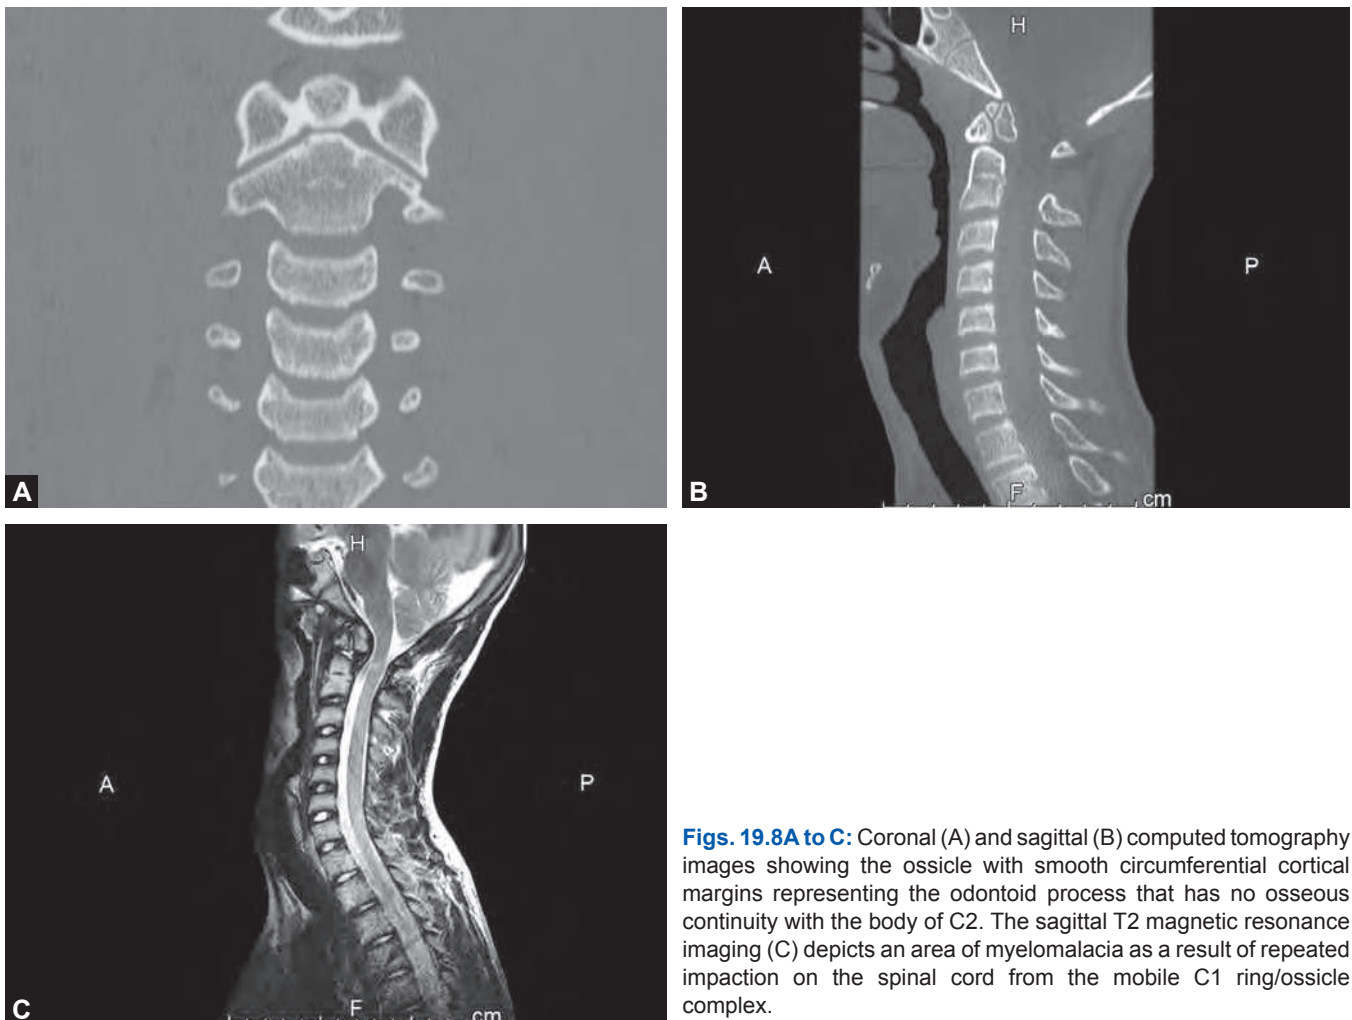 H
A
P
A
B
F
cm
H
A
P
C
F
cm
Figs. 19.8A to C: Coronal (A) and sagittal (B) computed tomography
images showing the ossicle with smooth circumferential cortical
margins representing the odontoid process that has no osseous
continuity with the body of C2. The sagittal T2 magnetic resonance
imaging (C) depicts an area of myelomalacia as a result of repeated
impaction on the spinal cord from the mobile C1 ring/ossicle
complex.